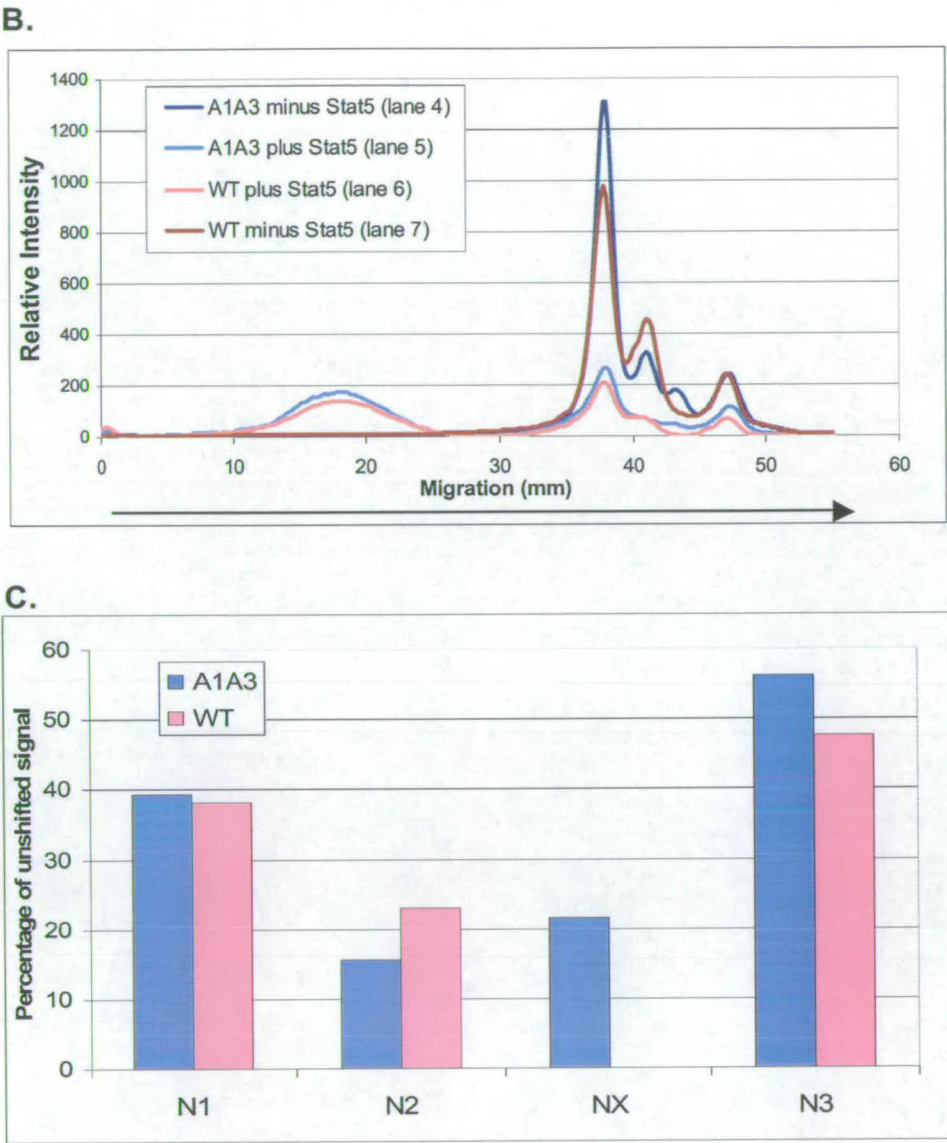 B.
1400
1200
1000
800
600
400
200
0
Relative Intensity
A1A3 minus Stat5 (lane 4)
A1A3 plus Stat5 (lane 5)
WT plus Stat5 (lane 6)
WT minus Stat5 (lane 7)
0 10 20 30 40 50 60
Migration (mm)
C.
60
50
40
30
20
10
0
Percentage of unshifted signal
A1A3
WT
N1 N2 NX N3